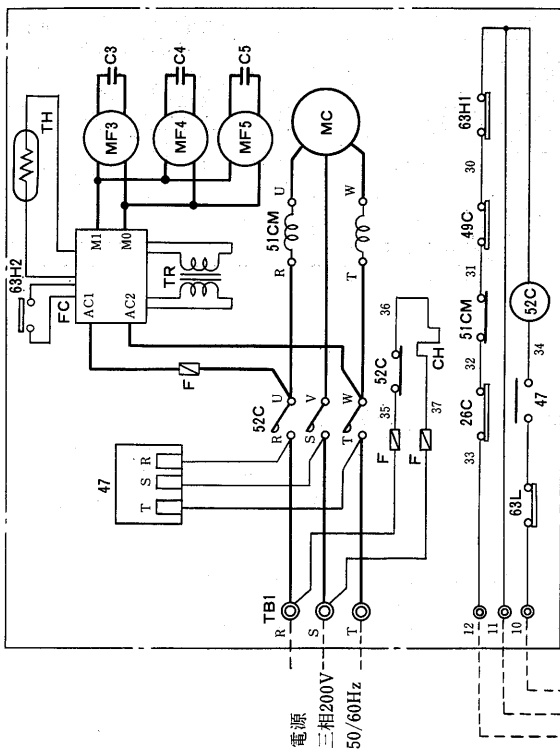 C3
C4
C5
TH
MF3
MF4
MF5
MC
63H1
63H2
FC
M1
M0
AC1
AC2
TR
U
W
51CM
R
T
30
49C
31
51CM
52C
F
36
52C
CH
32
34
47
26C
33
35
37
F
F
U
V
W
R
S
T
47
R
S
T
63L
TB1
R
S
T
12
11
10
電源
三相200V
50/60Hz